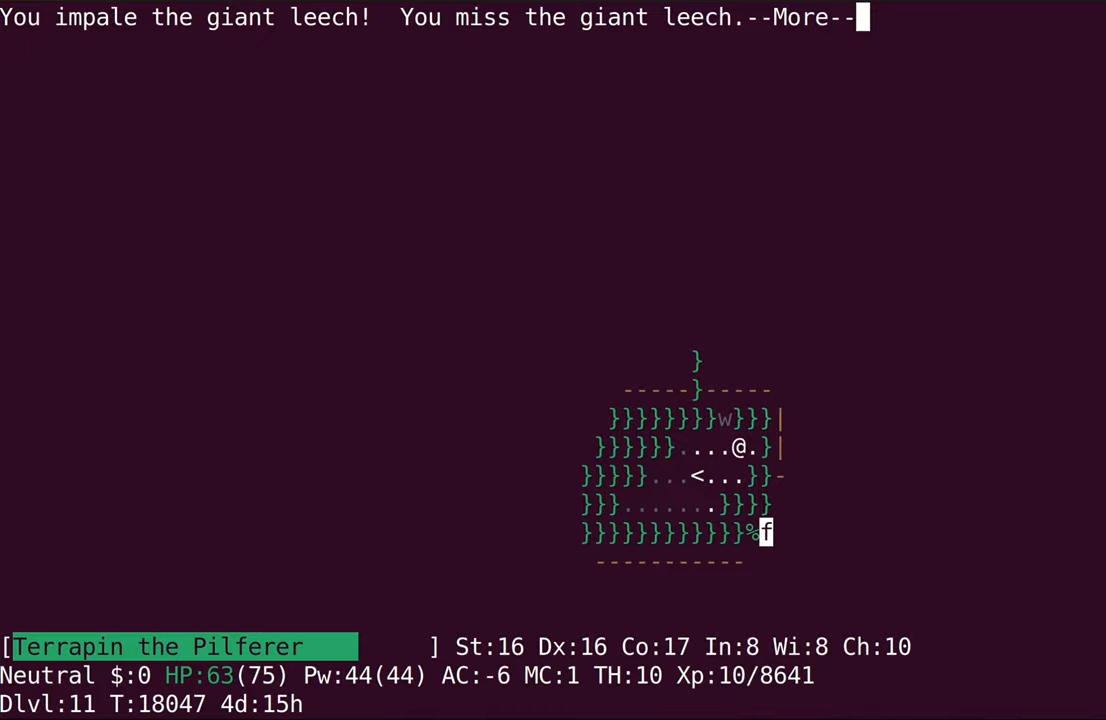 You impale the giant leech!  You miss the giant leech.--More--
}
-----}-----
}}}}}}}}w}}}|
}}}}}}....@.}|
}}}}}...<...}}-
}}}.......}}}}
}}}}}}}}}}}}%f
-----------
[Terrapin the Pilferer     ] St:16 Dx:16 Co:17 In:8 Wi:8 Ch:10
Neutral $:0 HP:63(75) Pw:44(44) AC:-6 MC:1 TH:10 Xp:10/8641
Dlvl:11 T:18047 4d:15h